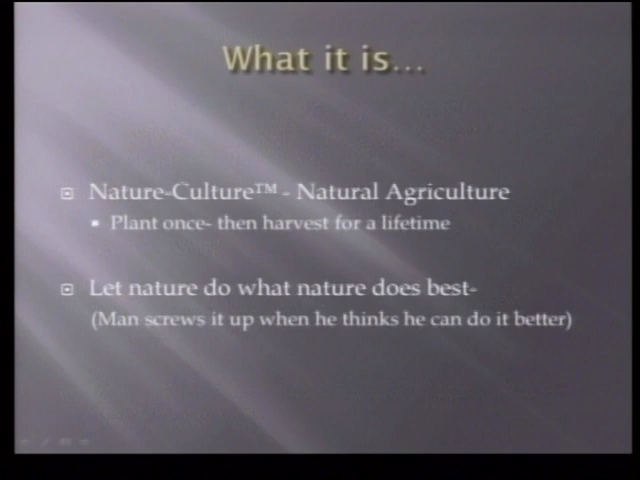 What it is...
Nature-Culture™ - Natural Agriculture
Plant once- then harvest for a lifetime
Let nature do what nature does best-
(Man screws it up when he thinks he can do it better)